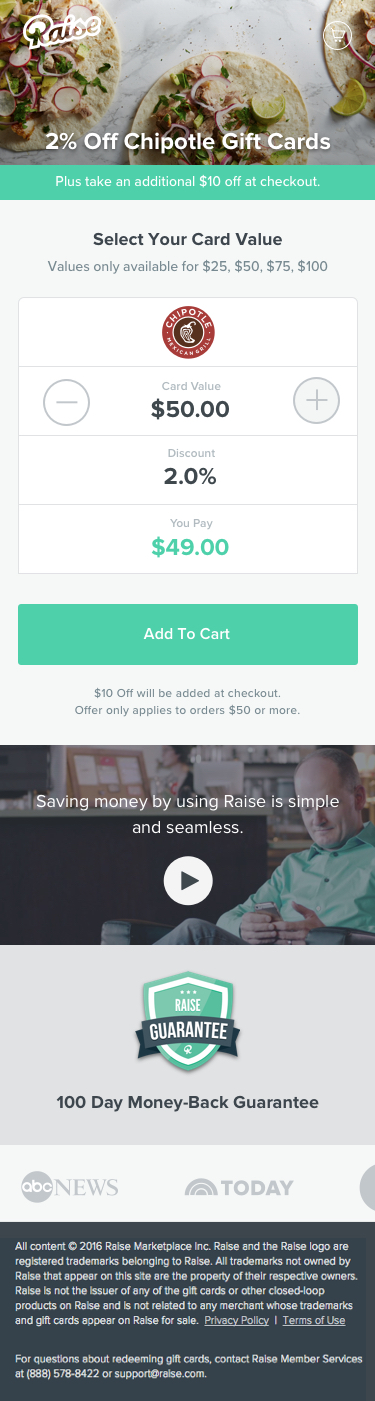 Raise
2% Off Chipotle Gift Cards
Plus take an additional $10 off at checkout.
Select Your Card Value
Values only available for $25, $50, $75, $100
CHIPOTLE
MEXICAN GRILL
Card Value
$50.00
Discount
2.0%
You Pay
$49.00
Add To Cart
$10 Off will be added at checkout.
Offer only applies to orders $50 or more.
Saving money by using Raise is simple
and seamless.
RAISE
GUARANTEE
R
100 Day Money-Back Guarantee
abc NEWS
TODAY
All content © 2016 Raise Marketplace Inc. Raise and the Raise logo are
registered trademarks belonging to Raise. All trademarks not owned by
Raise that appear on this site are the property of their respective owners.
Raise is not the issuer of any of the gift cards or other closed-loop
products on Raise and is not related to any merchant whose trademarks
and gift cards appear on Raise for sale. Privacy Policy | Terms of Use
For questions about redeeming gift cards, contact Raise Member Services
at (888) 578-8422 or support@raise.com.